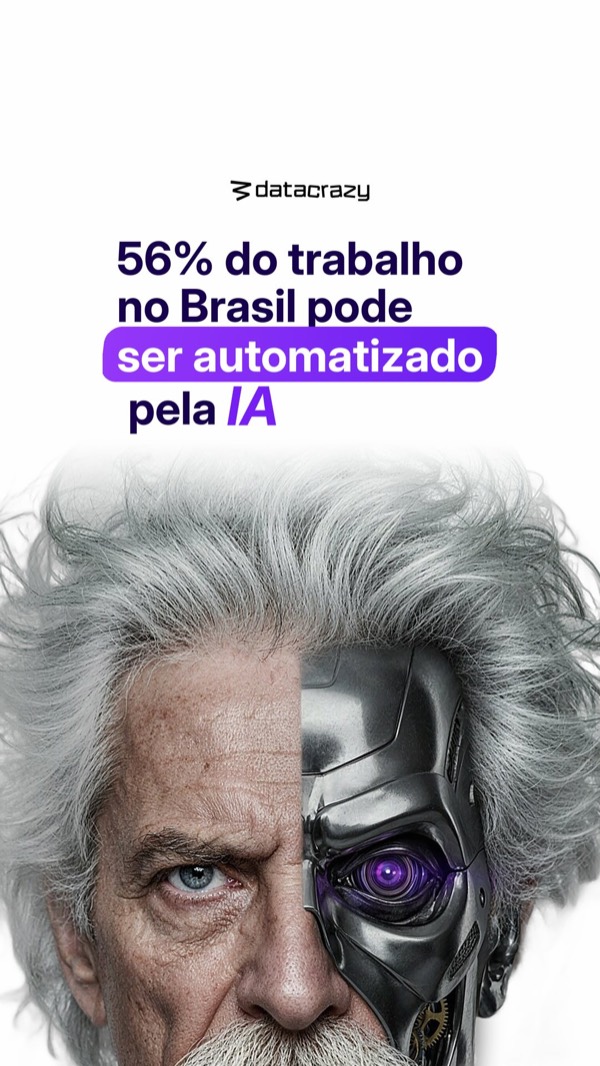 datacrazy
56% do trabalho
no Brasil pode
ser automatizado
pela IA